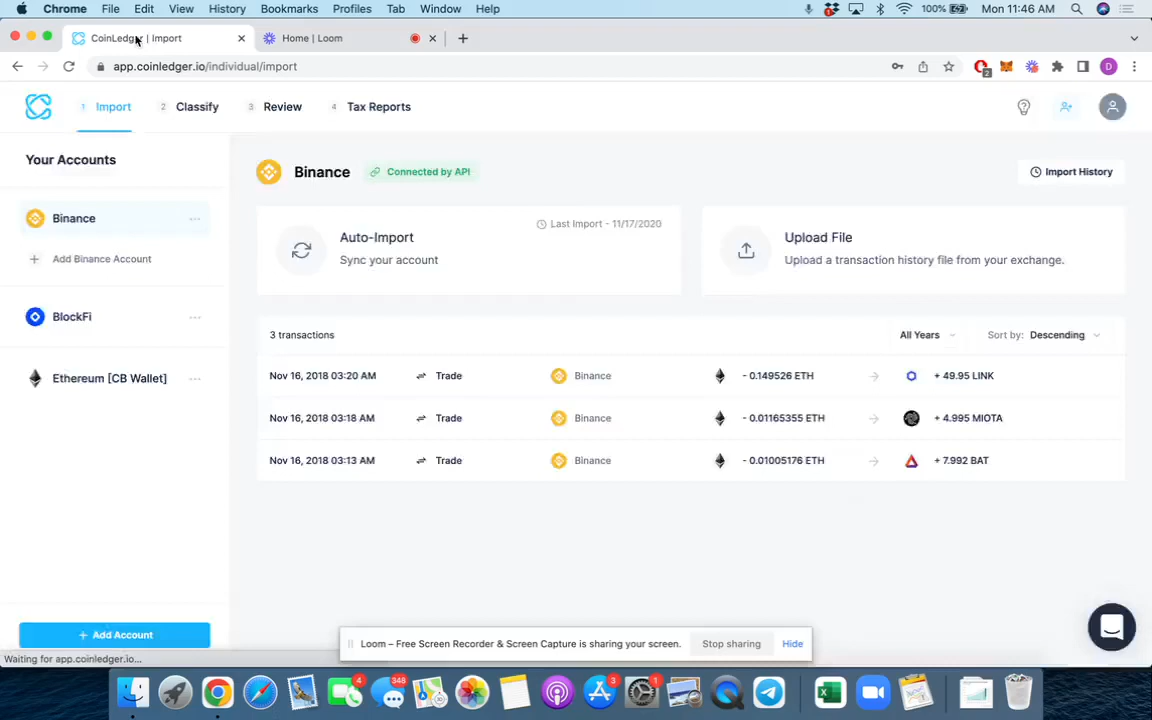 Chrome File Edit View History Bookmarks Profiles Tab Window Help 100% Mon 11:46 AM
CoinLedger | Import Home | Loom
app.coinledger.io/individual/import
2 D
1 Import 2 Classify 3 Review 4 Tax Reports
Your Accounts
Binance
Add Binance Account
BlockFi
Ethereum [CB Wallet]
+ Add Account
Binance Connected by API Import History
Last Import - 11/17/2020
Auto-Import
Sync your account
Upload File
Upload a transaction history file from your exchange.
3 transactions All Years Sort by: Descending
Nov 16, 2018 03:20 AM Trade Binance - 0.149526 ETH + 49.95 LINK
Nov 16, 2018 03:18 AM Trade Binance - 0.01165355 ETH + 4.995 MIOTA
Nov 16, 2018 03:13 AM Trade Binance - 0.01005176 ETH + 7.992 BAT
Loom – Free Screen Recorder & Screen Capture is sharing your screen. Stop sharing Hide
Waiting for app.coinledger.io...
4 348 3 1